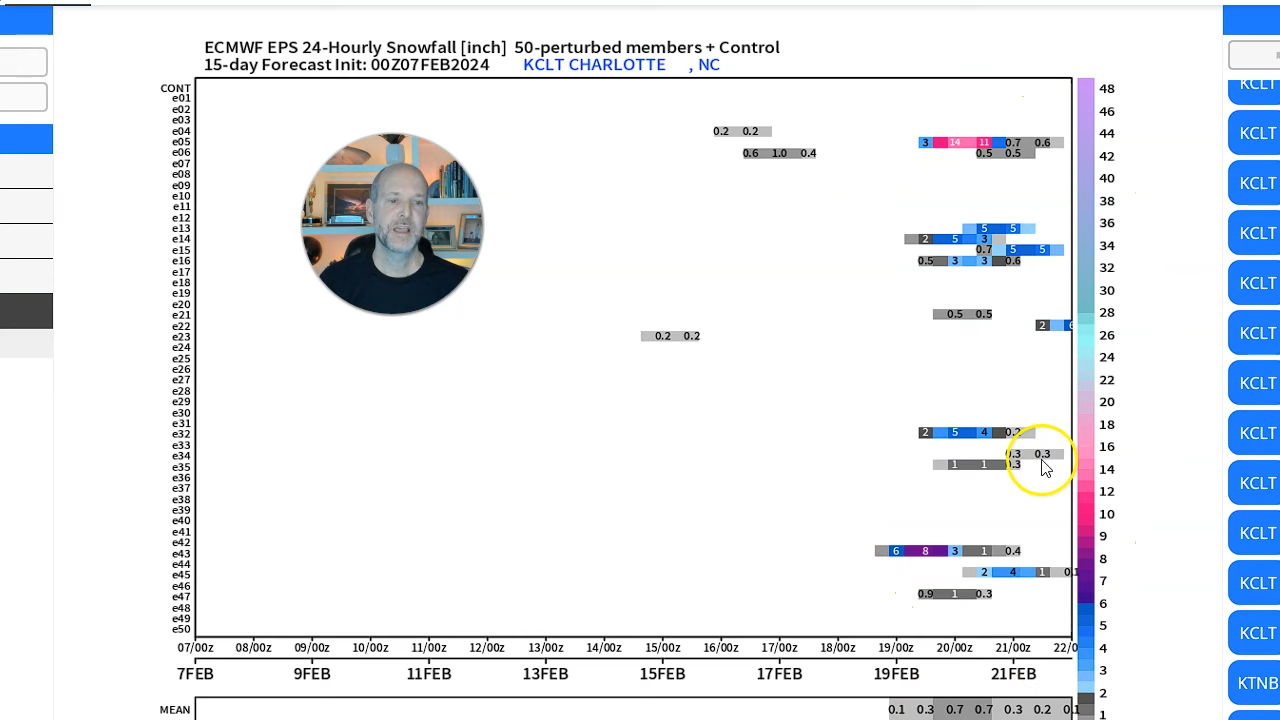 ECMWF EPS 24-Hourly Snowfall [inch] 50-perturbed members + Control
15-day Forecast Init: 00Z07FEB2024 KCLT CHARLOTTE , NC
CONT
48
e01
e02
46
e03
e04 0.2 0.2
44
e05 3 14 11 0.7 0.6
e06 0.6 1.0 0.4 0.5 0.5
42
e07
e08
40
e09
e10
38
e11
e12
36
e13 5 5
e14 2 5 3
34
e15 0.7 5 5
e16 0.5 3 3 0.6
32
e17
e18
30
e19
e20
28
e21 0.5 0.5
e22 2
26
e23 0.2 0.2
e24
24
e25
e26
22
e27
e28
20
e29
e30
18
e31
e32 2 5 4 0.2
16
e33
e34 0.3 0.3
14
e35 1 1 0.3
e36
12
e37
e38
10
e39
e40
9
e41
e42
8
e43 6 8 3 1 0.4
e44
7
e45 2 4 1 0.1
e46
6
e47 0.9 1 0.3
e48
5
e49
e50
4
07/00z 08/00z 09/00z 10/00z 11/00z 12/00z 13/00z 14/00z 15/00z 16/00z 17/00z 18/00z 19/00z 20/00z 21/00z 22/0
3
7FEB 9FEB 11FEB 13FEB 15FEB 17FEB 19FEB 21FEB
2
MEAN 0.1 0.3 0.7 0.7 0.3 0.2 0.1
1
KCLT
KCLT
KCLT
KCLT
KCLT
KCLT
KCLT
KCLT
KCLT
KCLT
KCLT
KCLT
KTNB